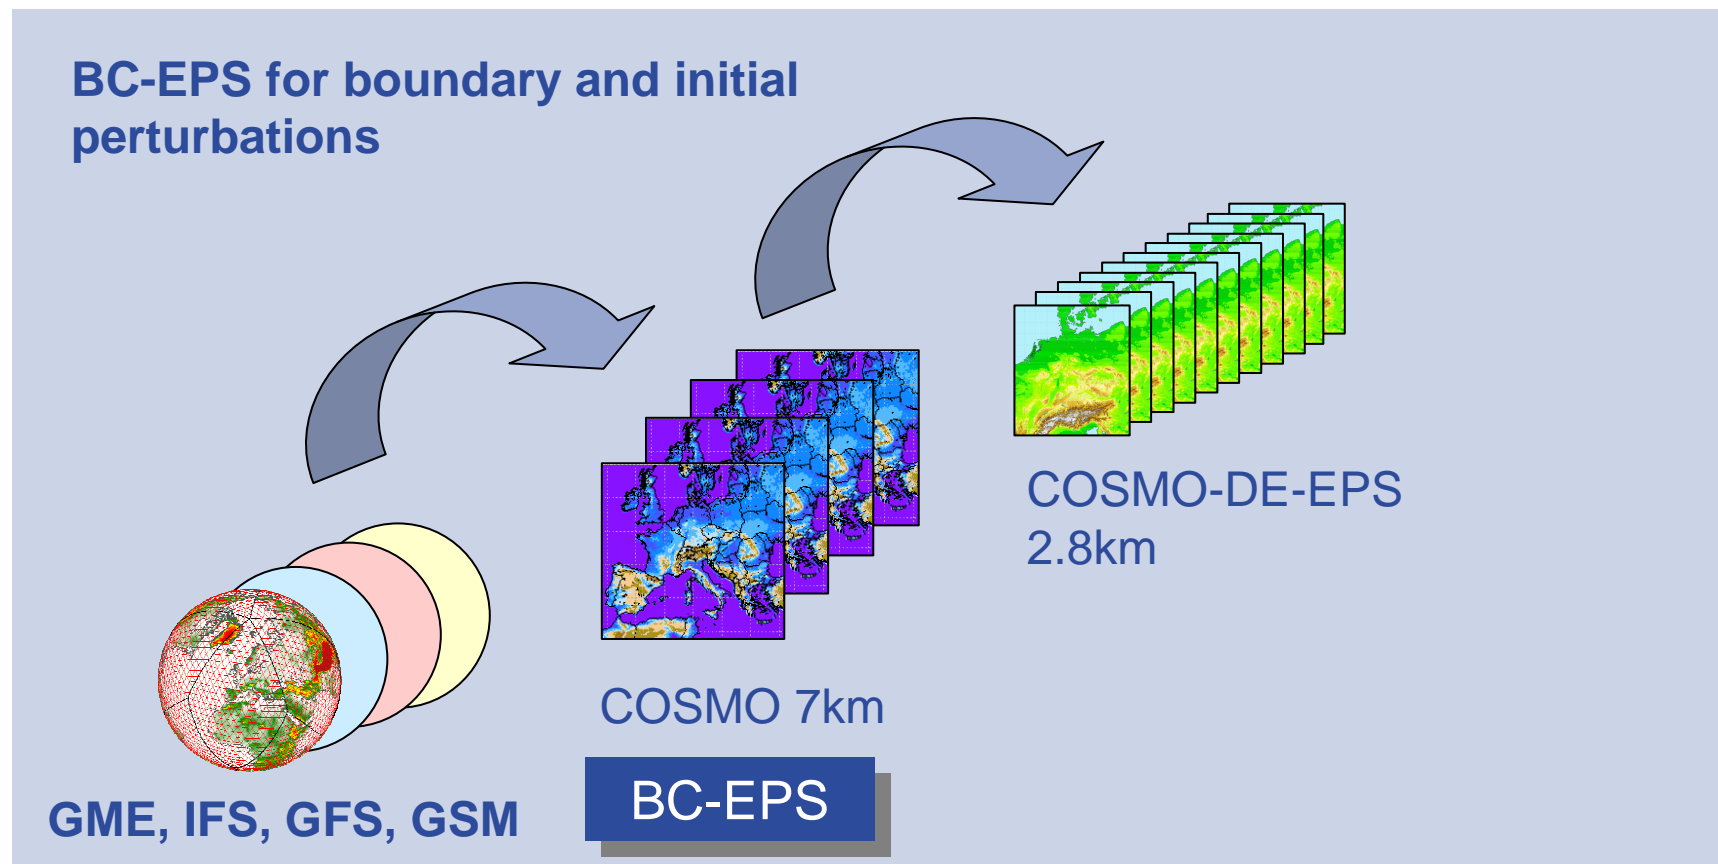 BC-EPS for boundary and initial
perturbations
COSMO-DE-EPS
2.8km
COSMO 7km
BC-EPS
GME, IFS, GFS, GSM